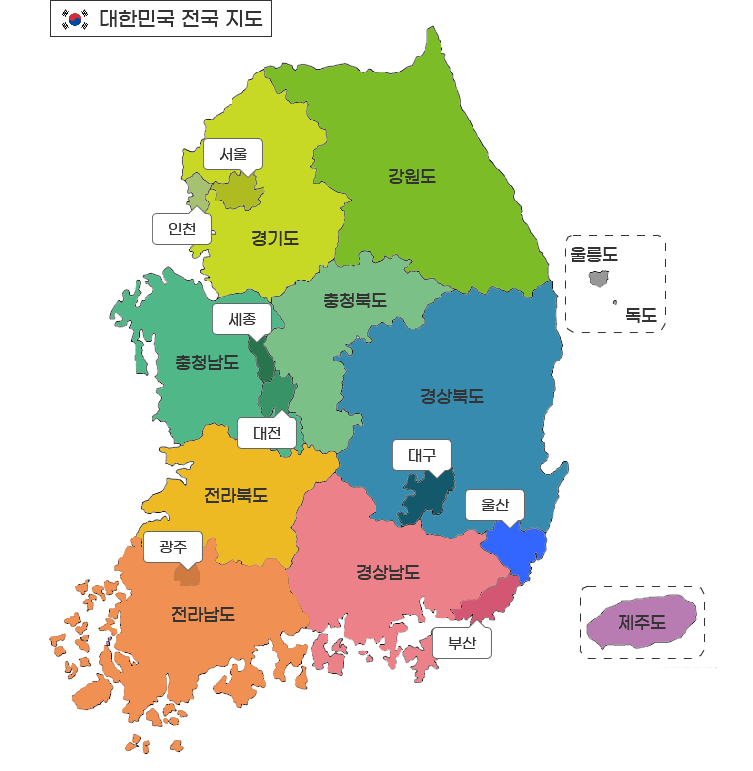 대한민국 전국 지도
서울
강원도
인천
경기도
울릉도
독도
충청북도
세종
충청남도
경상북도
대전
대구
전라북도
울산
광주
경상남도
전라남도
제주도
부산